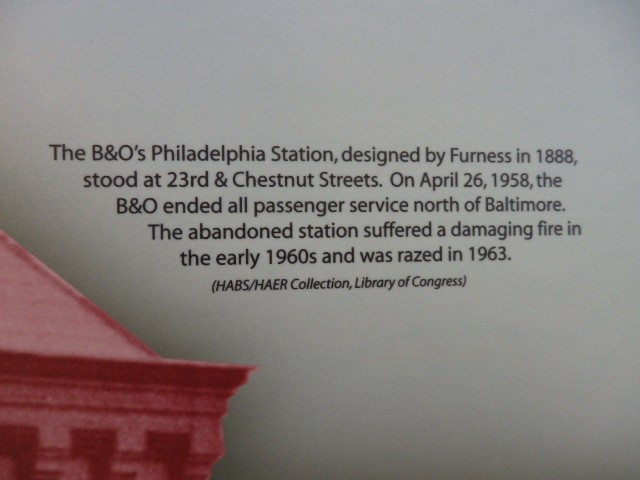 The B&O's Philadelphia Station, designed by Furness in 1888,
stood at 23rd & Chestnut Streets. On April 26, 1958, the
B&O ended all passenger service north of Baltimore.
The abandoned station suffered a damaging fire in
the early 1960s and was razed in 1963.
(HABS/HAER Collection, Library of Congress)